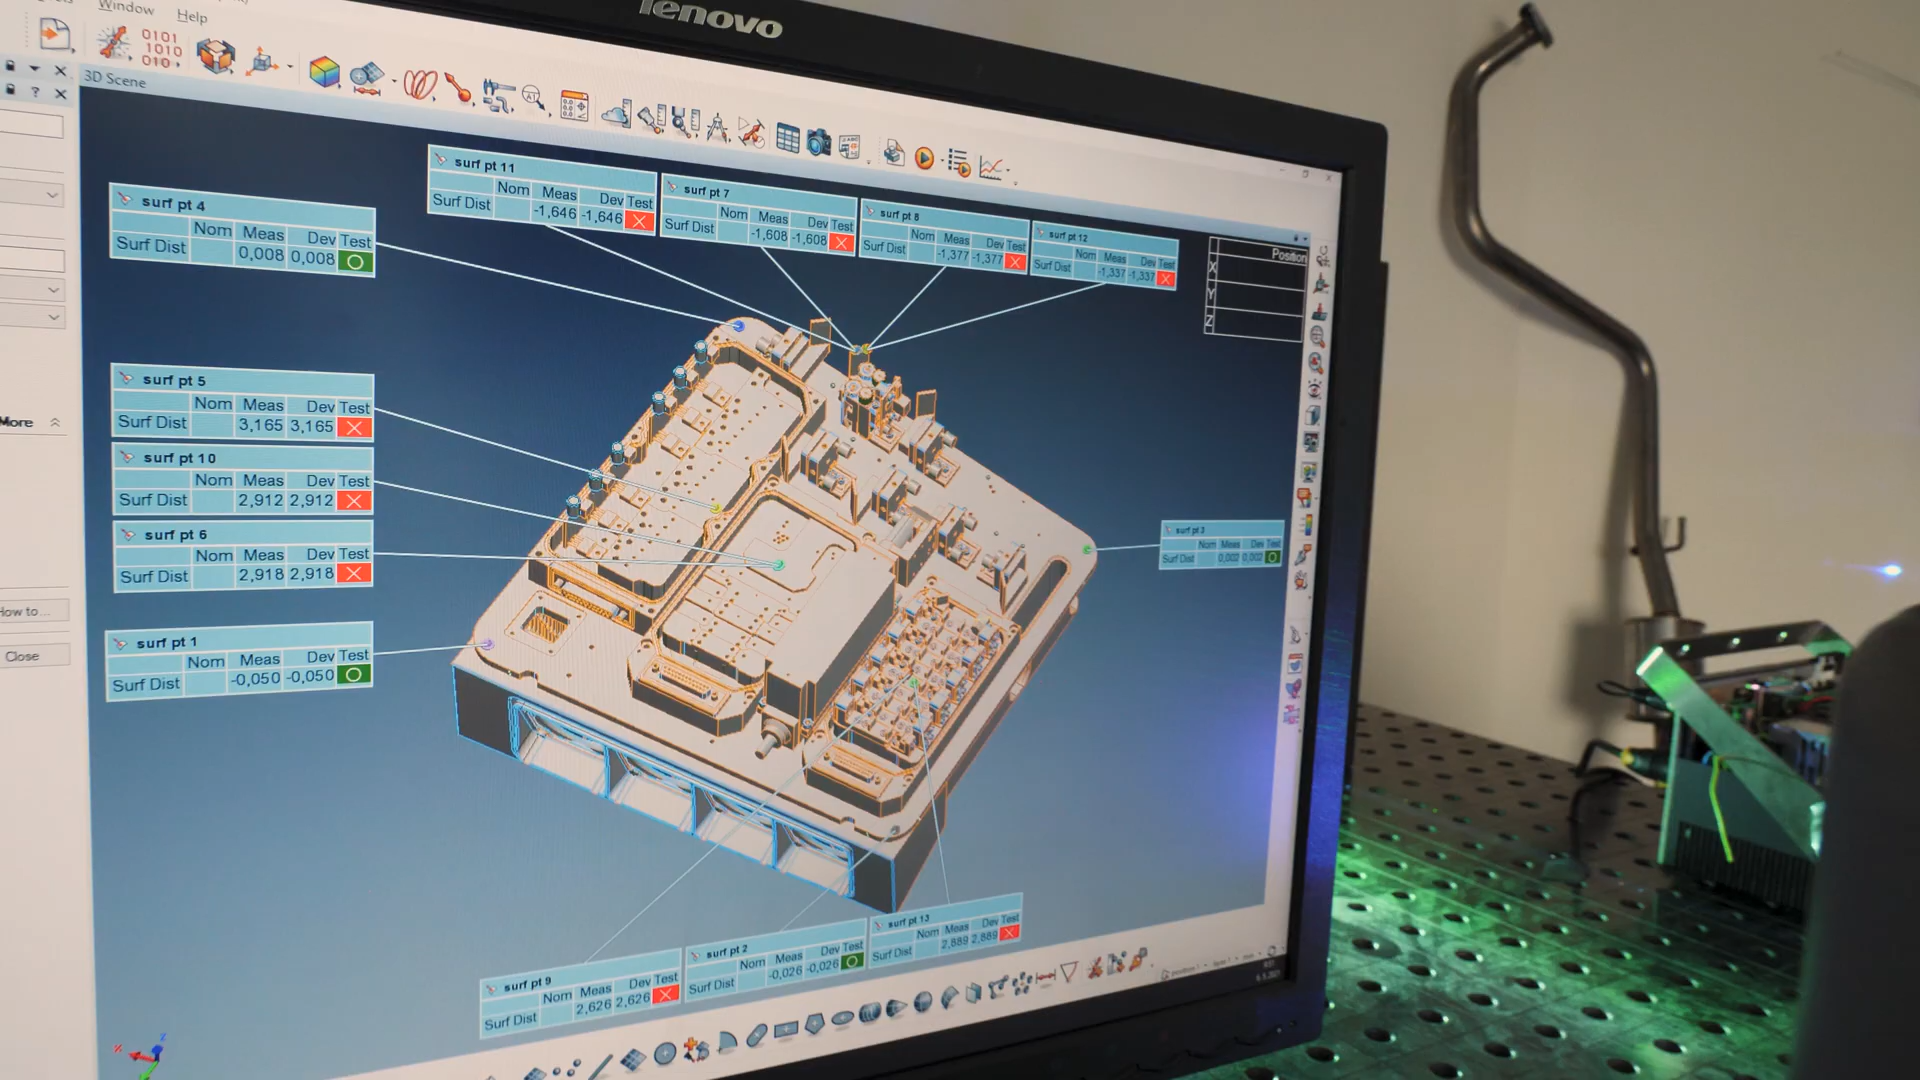 lenovo
Window
Help
0101
1010
010
3D Scene
surf pt 11
Nom Meas Dev Test
Surf Dist -1,646 -1,646
surf pt 7
Nom Meas Dev Test
Surf Dist -1,608 -1,608
surf pt 8
Nom Meas Dev Test
Surf Dist -1,377 -1,377
surf pt 12
Nom Meas Dev Test
Surf Dist -1,337 -1,337
surf pt 4
Nom Meas Dev Test
Surf Dist 0,008 0,008
Position
X
Y
Z
surf pt 5
Nom Meas Dev Test
Surf Dist 3,165 3,165
More
surf pt 10
Nom Meas Dev Test
Surf Dist 2,912 2,912
surf pt 6
Nom Meas Dev Test
Surf Dist 2,918 2,918
surf pt 3
Nom Meas Dev Test
Surf Dist 0,002 0,002
How to...
Close
surf pt 1
Nom Meas Dev Test
Surf Dist -0,050 -0,050
surf pt 13
Nom Meas Dev Test
Surf Dist 2,889 2,889
surf pt 2
Nom Meas Dev Test
Surf Dist -0,026 -0,026
surf pt 9
Nom Meas Dev Test
Surf Dist 2,626 2,626